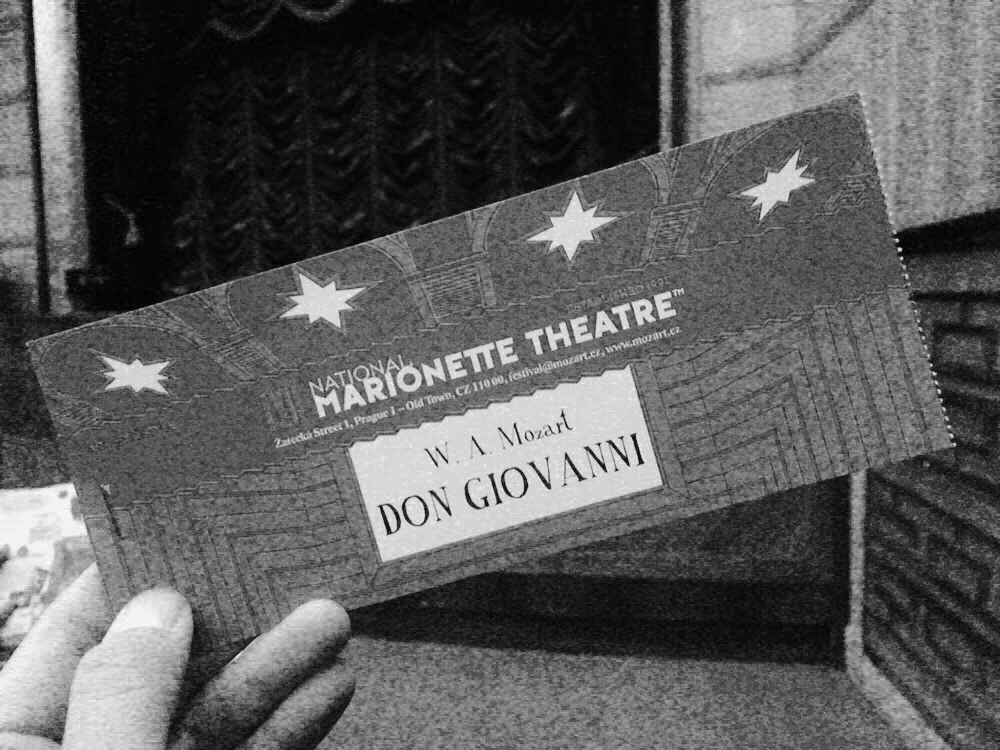 NATIONAL
MARIONETTE THEATRE™
Žatecká Street 1, Prague 1 – Old Town, CZ 110 00, festival@mozart.cz, www.mozart.cz
W. A. Mozart
DON GIOVANNI